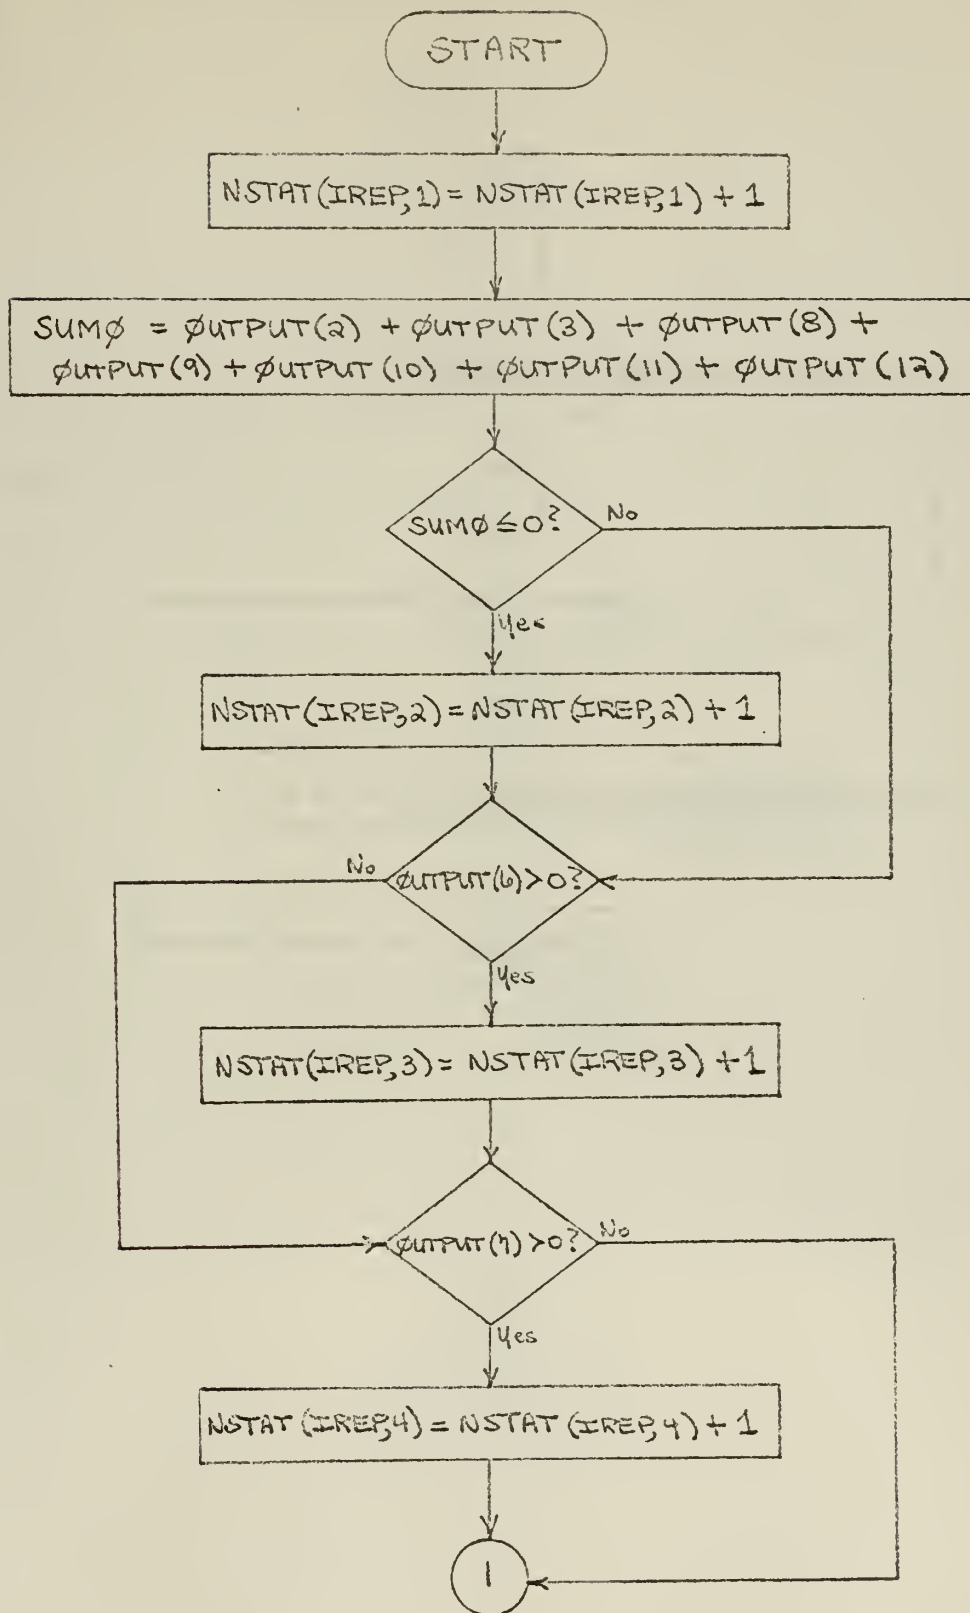 START
NSTAT(IREP,1) = NSTAT(IREP,1) + 1
SUMØ = ØUTPUT(2) + ØUTPUT(3) + ØUTPUT(8) +
ØUTPUT(9) + ØUTPUT(10) + ØUTPUT(11) + ØUTPUT(12)
SUMØ ≤ 0?
No
Yes
NSTAT(IREP,2) = NSTAT(IREP,2) + 1
No
ØUTPUT(6) > 0?
Yes
NSTAT(IREP,3) = NSTAT(IREP,3) + 1
ØUTPUT(7) > 0?
No
Yes
NSTAT(IREP,4) = NSTAT(IREP,4) + 1
1